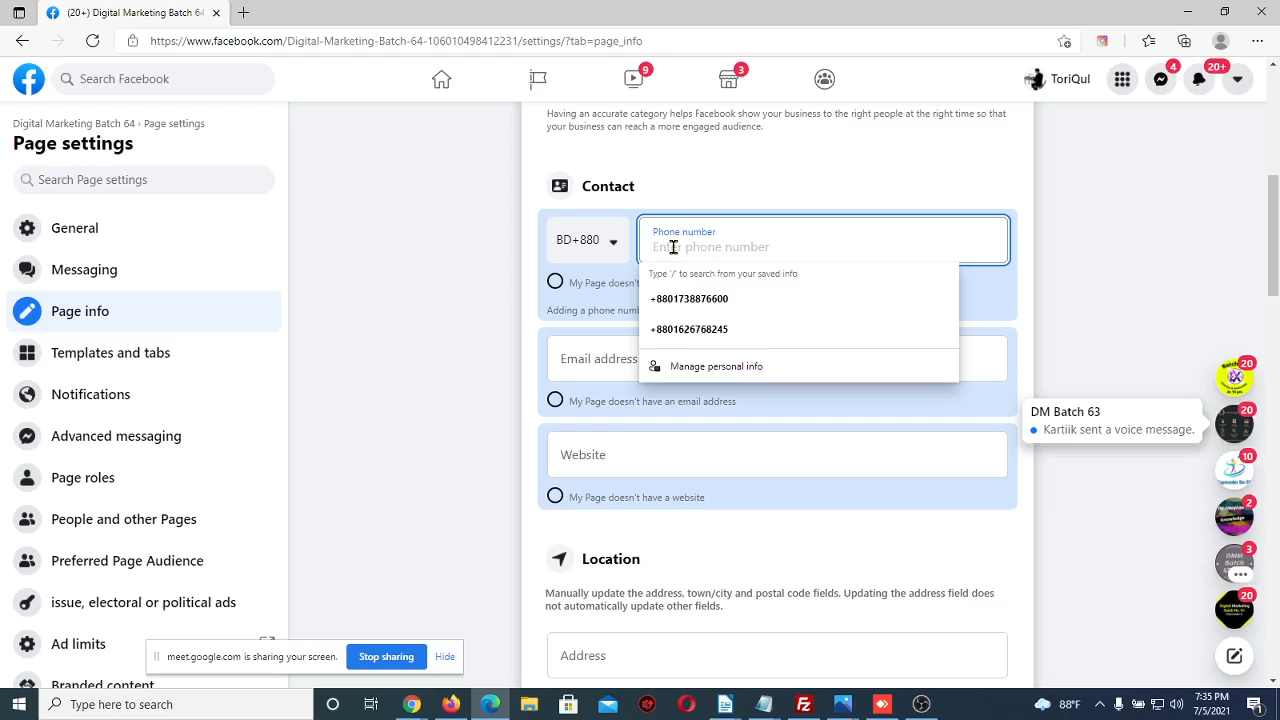 (20+) Digital Marketing Batch 64
https://www.facebook.com/Digital-Marketing-Batch-64-106010498412231/settings/?tab=page_info
Search Facebook
9
3
ToriQul
4
20+
Digital Marketing Batch 64 › Page settings
Page settings
Search Page settings
General
Messaging
Page info
Templates and tabs
Notifications
Advanced messaging
Page roles
People and other Pages
Preferred Page Audience
issue, electoral or political ads
Ad limits
Branded content
Having an accurate category helps Facebook show your business to the right people at the right time so that
your business can reach a more engaged audience.
Contact
BD+880
Phone number
Enter phone number
My Page doesn't
Adding a phone numb
Type '/' to search from your saved info
+8801738876600
+8801626768245
Manage personal info
Email address
My Page doesn't have an email address
Website
My Page doesn't have a website
Location
Manually update the address, town/city and postal code fields. Updating the address field does
not automatically update other fields.
Address
DM Batch 63
Kartiik sent a voice message.
20
20
10
2
3
20
meet.google.com is sharing your screen.
Stop sharing
Hide
Type here to search
88°F
7:35 PM
7/5/2021